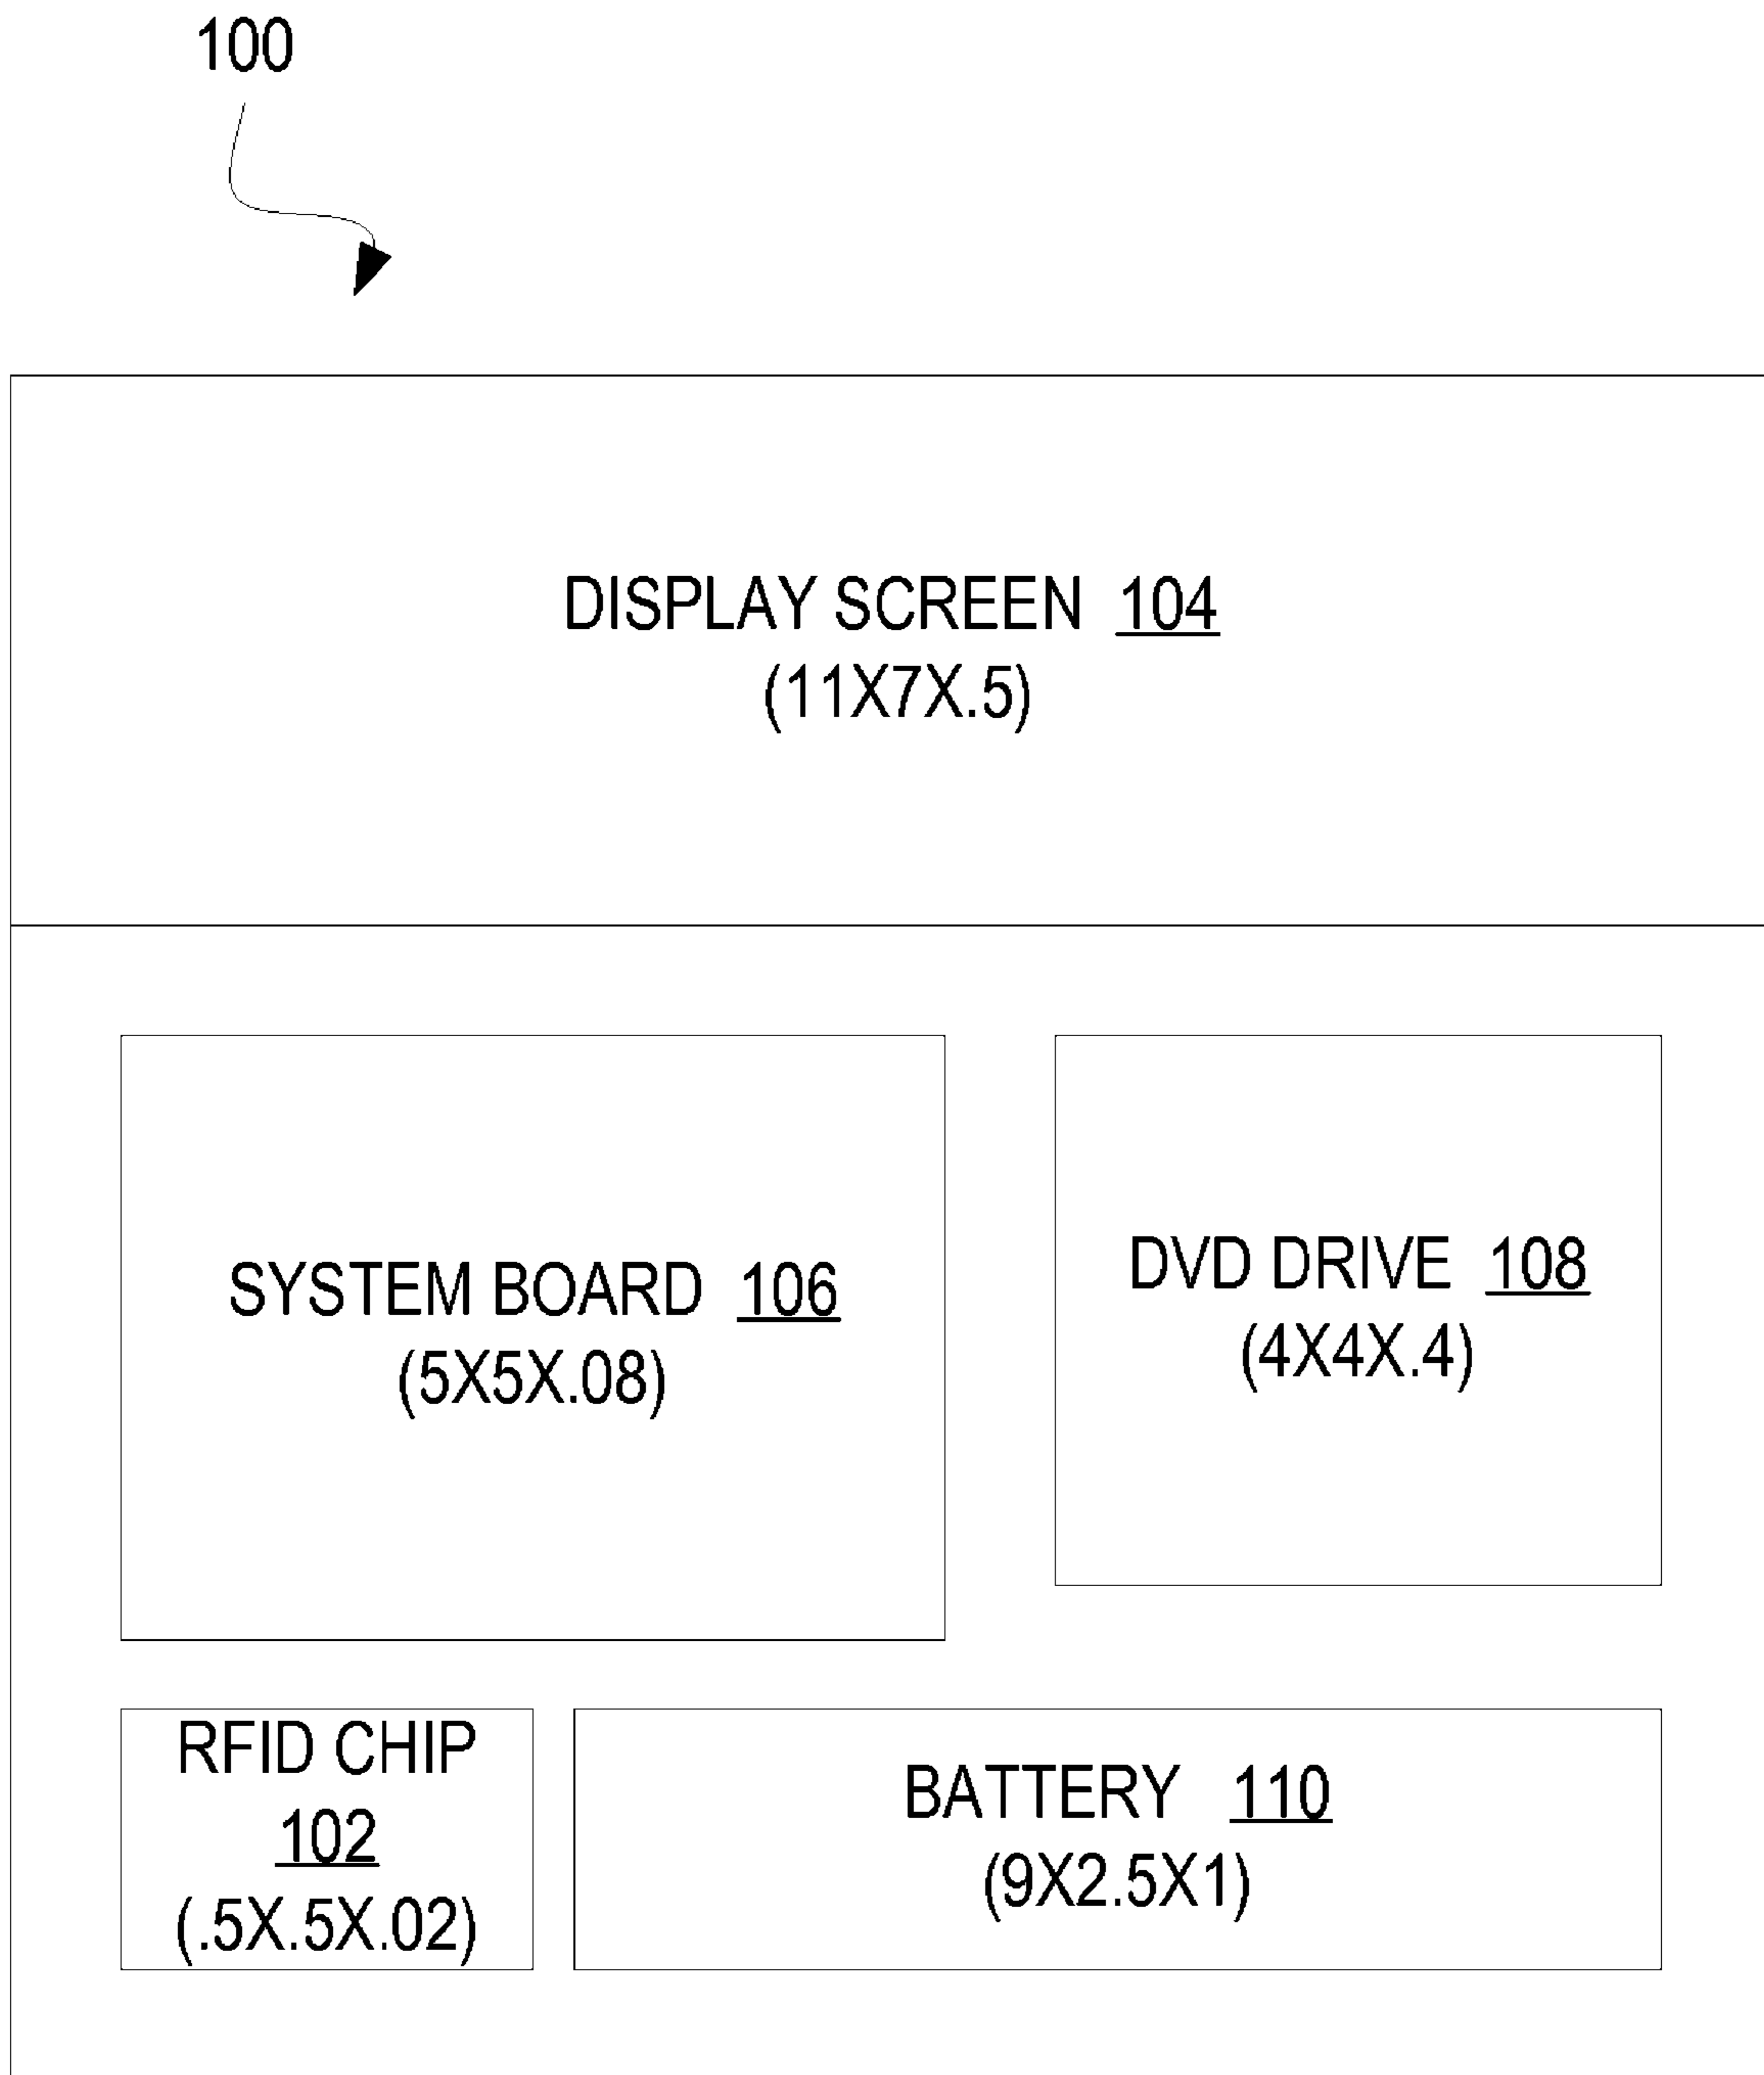 100
DISPLAY SCREEN 104
(11X7X.5)
SYSTEM BOARD 106
(5X5X.08)
DVD DRIVE 108
(4X4X.4)
RFID CHIP
102
(.5X.5X.02)
BATTERY 110
(9X2.5X1)